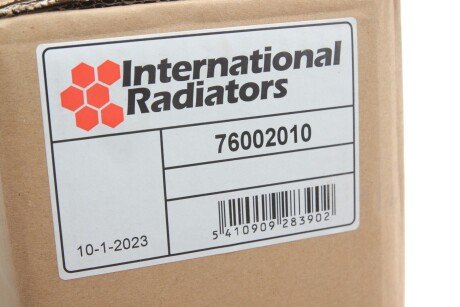 International
Radiators
76002010
5 410909 283902
10-1-2023